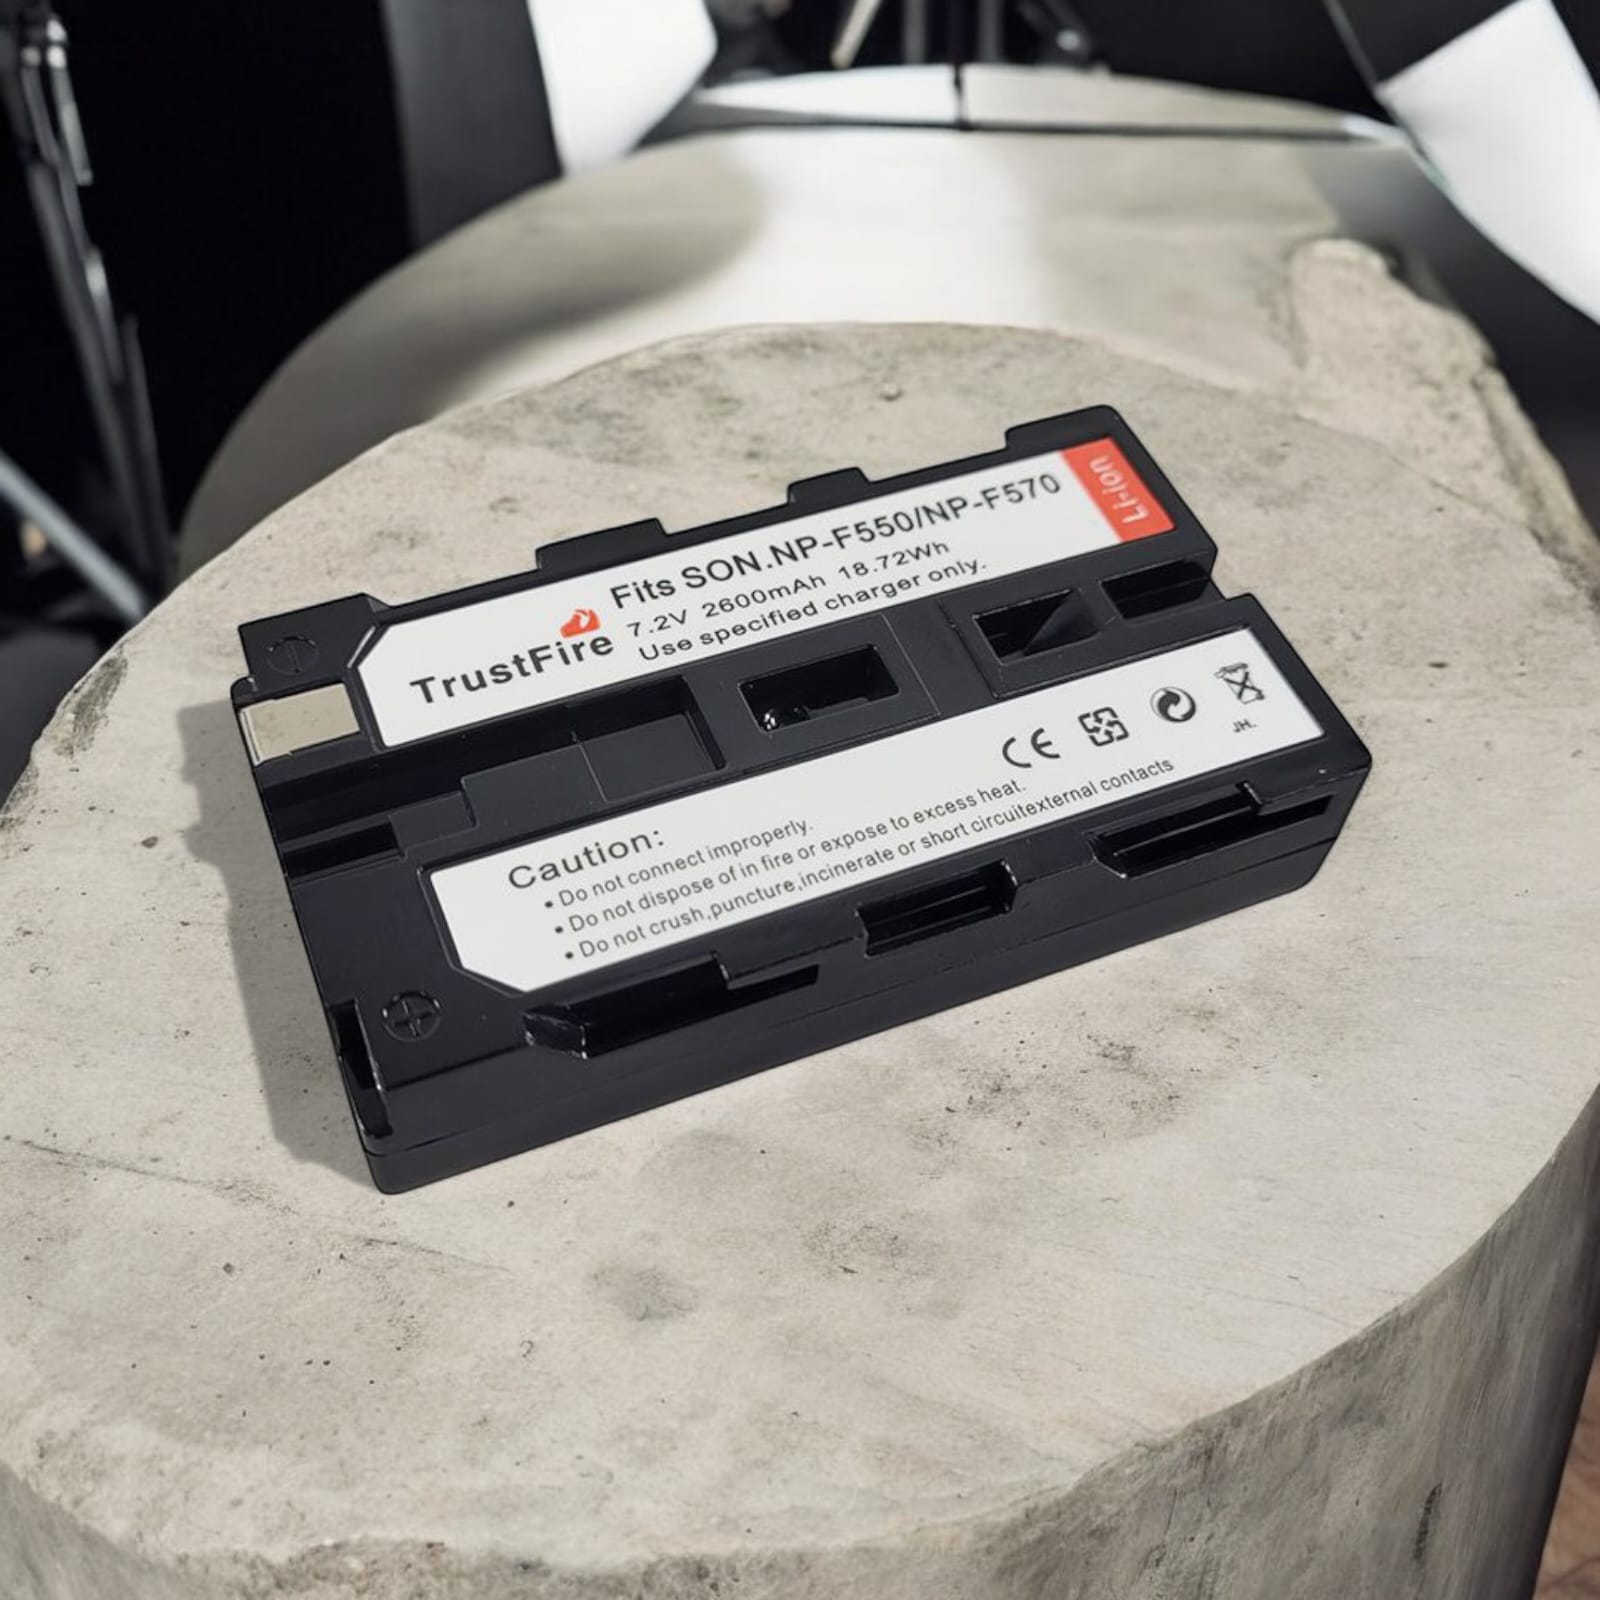 TrustFire
Fits SON.NP-F550/NP-F570
7.2V 2600mAh 18.72Wh
Use specified charger only.
Li-ion
CE
JH.
Caution:
• Do not connect improperly.
• Do not dispose of in fire or expose to excess heat.
• Do not crush,puncture,incinerate or short circuitexternal contacts